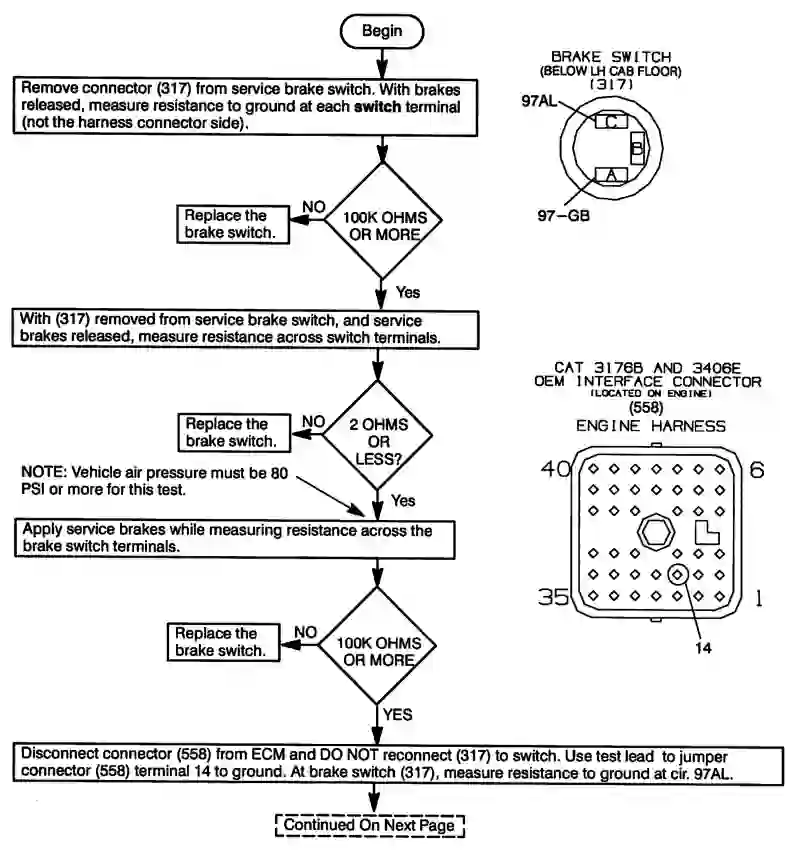 Begin
Remove connector (317) from service brake switch. With brakes
released, measure resistance to ground at each switch terminal
(not the harness connector side).
NO
Replace the
brake switch.
100K OHMS
OR MORE
Yes
With (317) removed from service brake switch, and service
brakes released, measure resistance across switch terminals.
NO
Replace the
brake switch.
2 OHMS
OR
LESS?
NOTE: Vehicle air pressure must be 80
PSI or more for this test.
Yes
Apply service brakes while measuring resistance across the
brake switch terminals.
NO
Replace the
brake switch.
100K OHMS
OR MORE
YES
Disconnect connector (558) from ECM and DO NOT reconnect (317) to switch. Use test lead to jumper
connector (558) terminal 14 to ground. At brake switch (317), measure resistance to ground at cir. 97AL.
Continued On Next Page
BRAKE SWITCH
(BELOW LH CAB FLOOR)
(317)
97AL
C
B
A
97-GB
CAT 3176B AND 3406E
OEM INTERFACE CONNECTOR
(LOCATED ON ENGINE)
(558)
ENGINE HARNESS
40
6
35
1
14